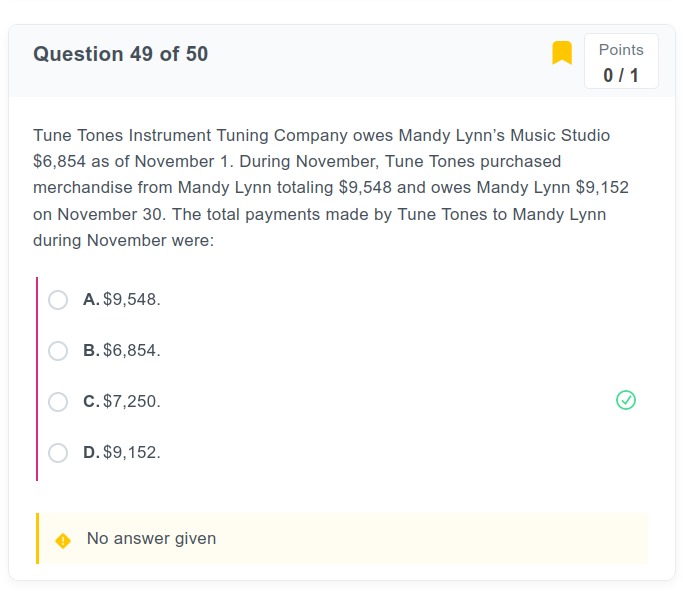 Question 49 of 50
Points
0 / 1
Tune Tones Instrument Tuning Company owes Mandy Lynn’s Music Studio
$6,854 as of November 1. During November, Tune Tones purchased
merchandise from Mandy Lynn totaling $9,548 and owes Mandy Lynn $9,152
on November 30. The total payments made by Tune Tones to Mandy Lynn
during November were:
A. $9,548.
B. $6,854.
C. $7,250.
D. $9,152.
No answer given